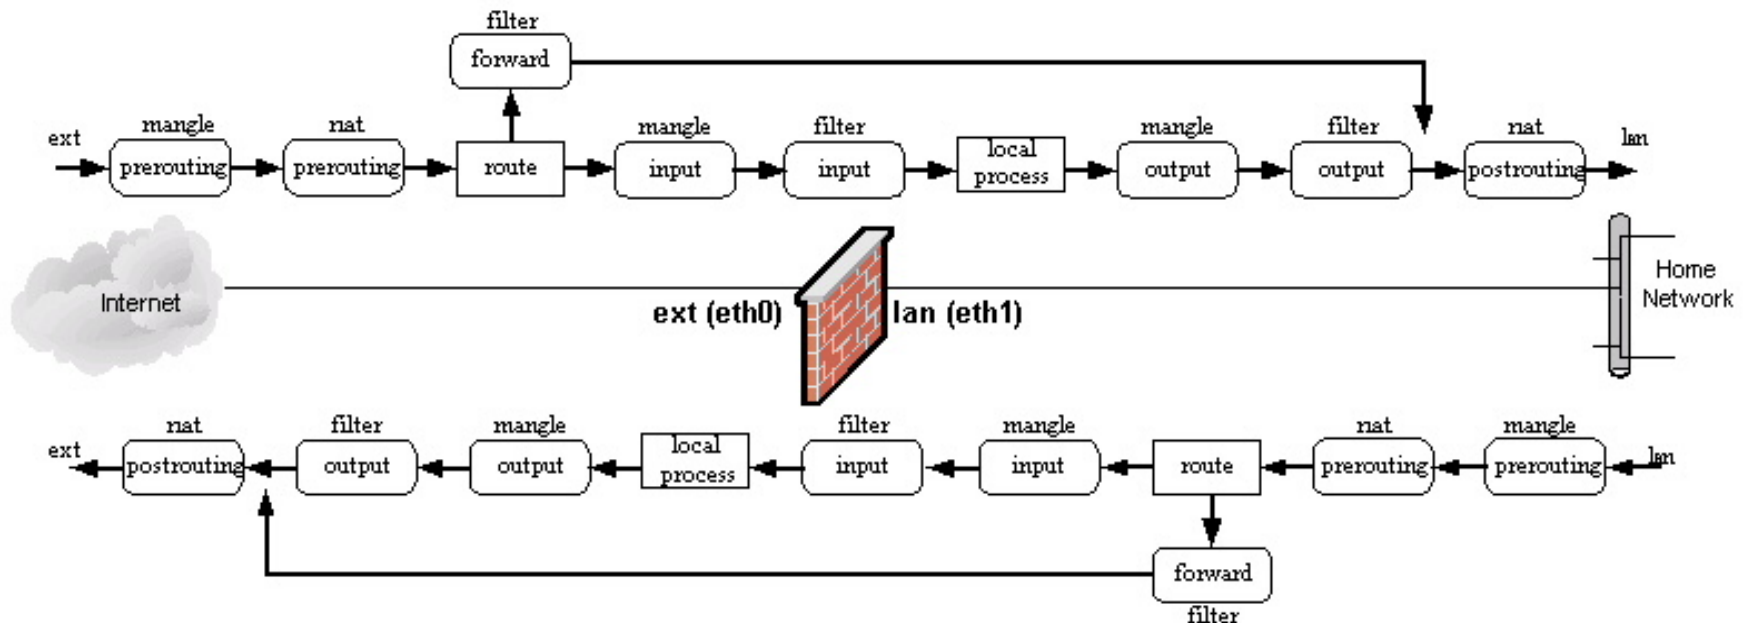 filter
forward
ext
mangle
prerouting
nat
prerouting
route
mangle
input
filter
input
local
process
mangle
output
filter
output
nat
postrouting
lan
Internet
ext (eth0)
lan (eth1)
Home
Network
ext
nat
postrouting
filter
output
mangle
output
local
process
filter
input
mangle
input
route
nat
prerouting
mangle
prerouting
lan
forward
filter